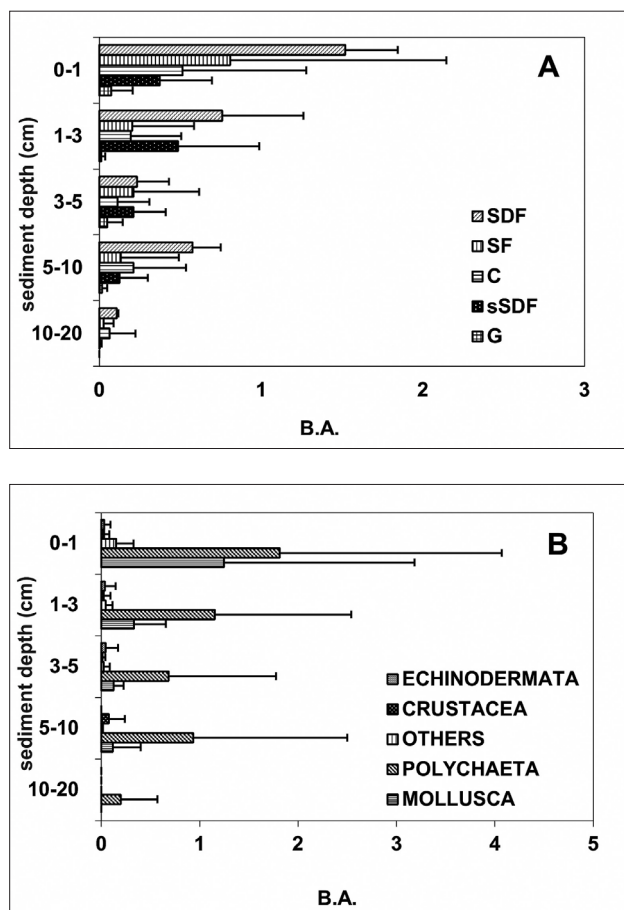 A
sediment depth (cm)
0-1
1-3
3-5
5-10
10-20
SDF
SF
C
sSDF
G
0 1 2 3
B.A.
B
sediment depth (cm)
0-1
1-3
3-5
5-10
10-20
ECHINODERMATA
CRUSTACEA
OTHERS
POLYCHAETA
MOLLUSCA
0 1 2 3 4 5
B.A.